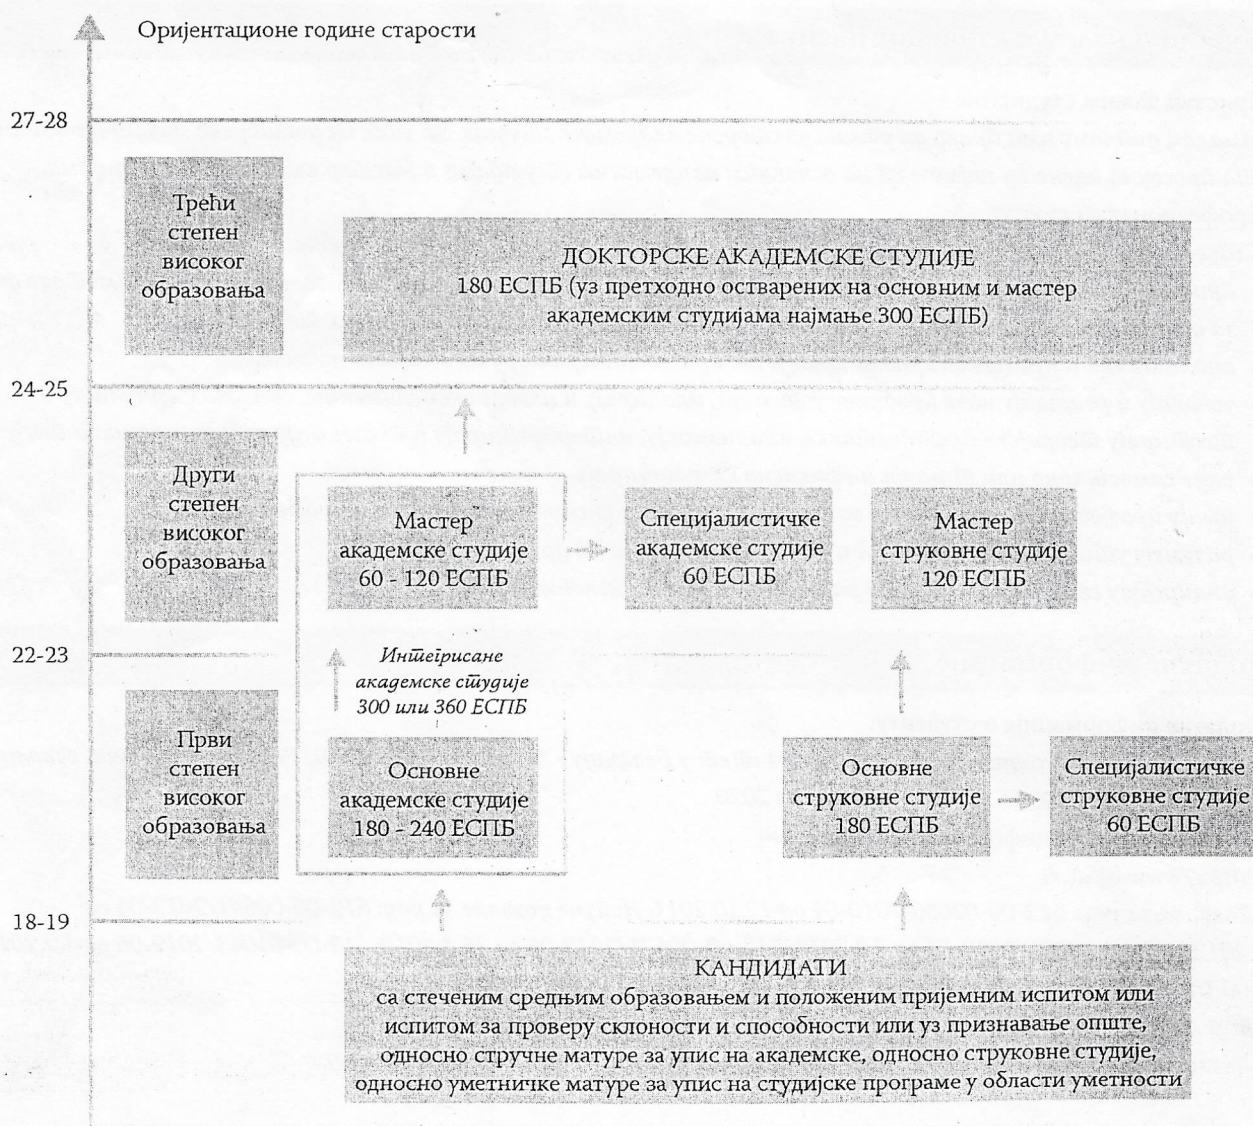 Оријентационе године старости
27-28
Трећи
степен
високог
образовања
ДОКТОРСКЕ АКАДЕМСКЕ СТУДИЈЕ
180 ЕСПБ (уз претходно остварених на основним и мастер
академским студијама најмање 300 ЕСПБ)
24-25
Други
степен
високог
образовања
Мастер
академске студије
60 - 120 ЕСПБ
Специјалистичке
академске студије
60 ЕСПБ
Мастер
струковне студије
120 ЕСПБ
22-23
Интегрисане
академске студије
300 или 360 ЕСПБ
Први
степен
високог
образовања
Основне
академске студије
180 - 240 ЕСПБ
Основне
струковне студије
180 ЕСПБ
Специјалистичке
струковне студије
60 ЕСПБ
18-19
КАНДИДАТИ
са стеченим средњим образовањем и положеним пријемним испитом или
испитом за проверу склоности и способности или уз признавање опште,
односно стручне матуре за упис на академске, односно струковне студије,
односно уметничке матуре за упис на студијске програме у области уметности